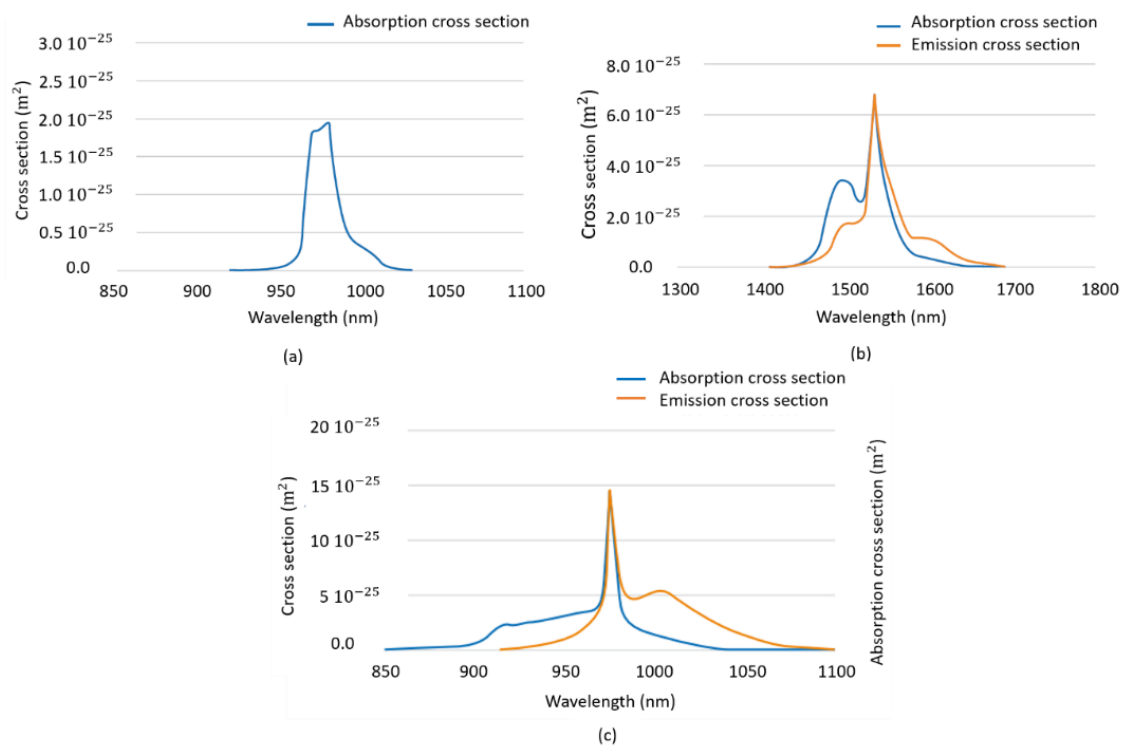 Absorption cross section
3.0 10⁻²⁵
2.5 10⁻²⁵
2.0 10⁻²⁵
1.5 10⁻²⁵
1.0 10⁻²⁵
0.5 10⁻²⁵
0.0
Cross section (m²)
850 900 950 1000 1050 1100
Wavelength (nm)
(a)
Absorption cross section
Emission cross section
8.0 10⁻²⁵
6.0 10⁻²⁵
4.0 10⁻²⁵
2.0 10⁻²⁵
0.0
Cross section (m²)
1300 1400 1500 1600 1700 1800
Wavelength (nm)
(b)
Absorption cross section
Emission cross section
20 10⁻²⁵
15 10⁻²⁵
10 10⁻²⁵
5 10⁻²⁵
0.0
Cross section (m²)
Absorption cross section (m²)
850 900 950 1000 1050 1100
Wavelength (nm)
(c)